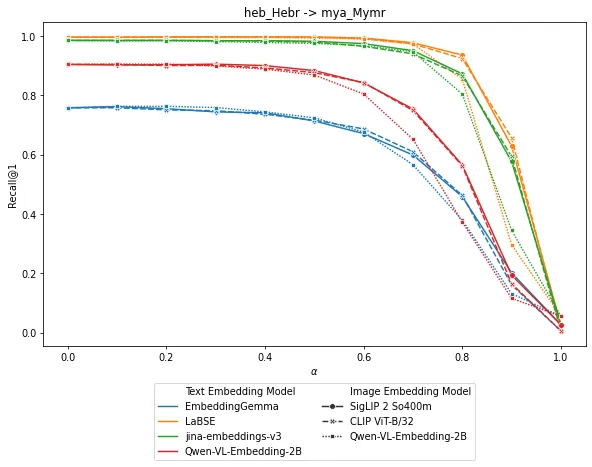 heb_Hebr -> mya_Mymr
1.0
0.8
0.6
0.4
0.2
0.0
Recall@1
0.0 0.2 0.4 0.6 0.8 1.0
α
Text Embedding Model
EmbeddingGemma
LaBSE
jina-embeddings-v3
Qwen-VL-Embedding-2B
Image Embedding Model
SigLIP 2 So400m
CLIP ViT-B/32
Qwen-VL-Embedding-2B